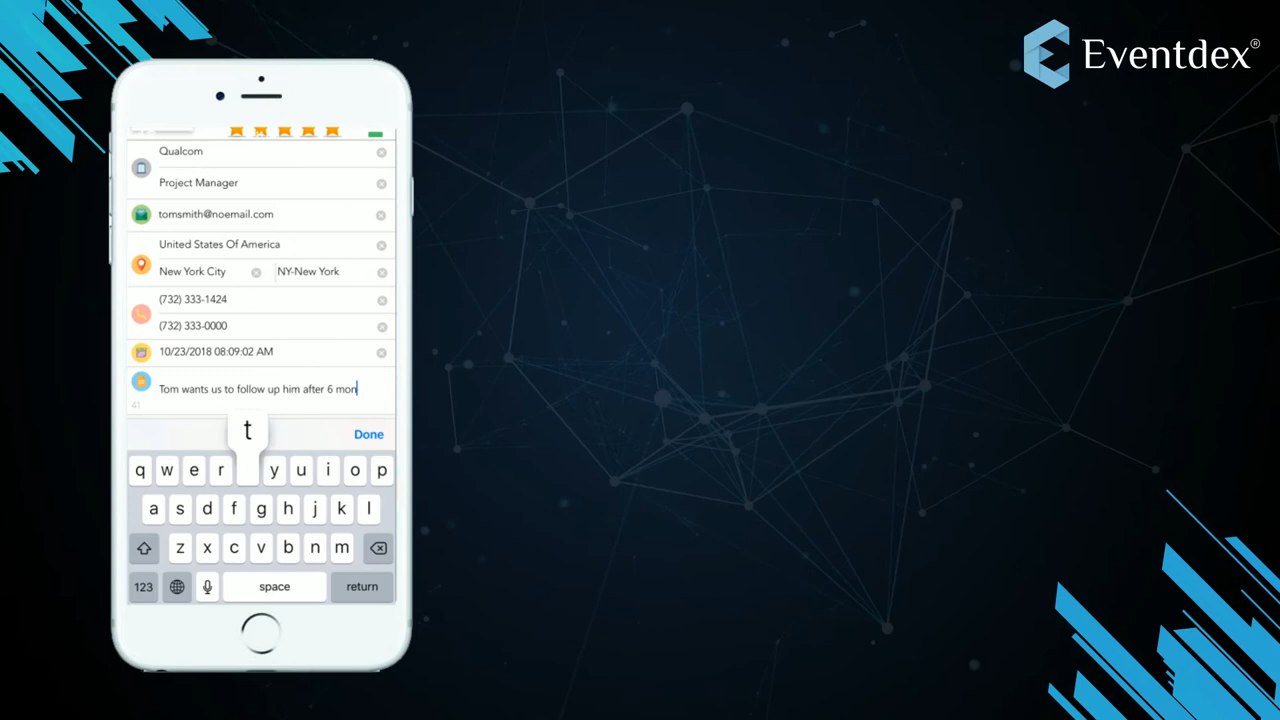 Eventdex®
Qualcom
Project Manager
tomsmith@noemail.com
United States Of America
New York City NY-New York
(732) 333-1424
(732) 333-0000
10/23/2018 08:09:02 AM
Tom wants us to follow up him after 6 mon
41
t
Done
q w e r y u i o p
a s d f g h j k l
z x c v b n m
123 space return